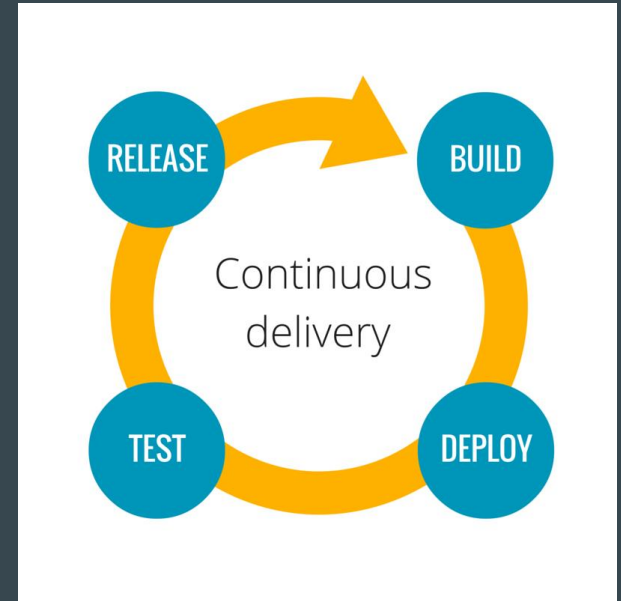 RELEASE
BUILD
Continuous
delivery
TEST
DEPLOY